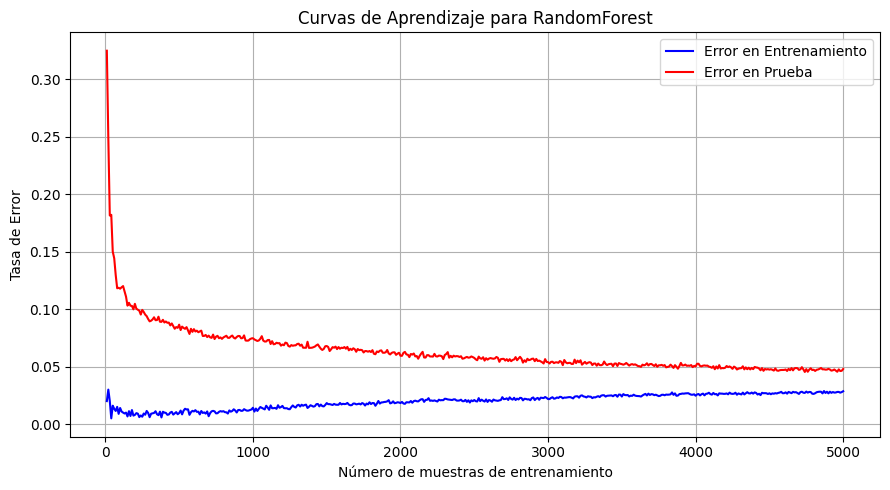 Curvas de Aprendizaje para RandomForest
Error en Entrenamiento
Error en Prueba
Tasa de Error
0.30
0.25
0.20
0.15
0.10
0.05
0.00
0 1000 2000 3000 4000 5000
Número de muestras de entrenamiento